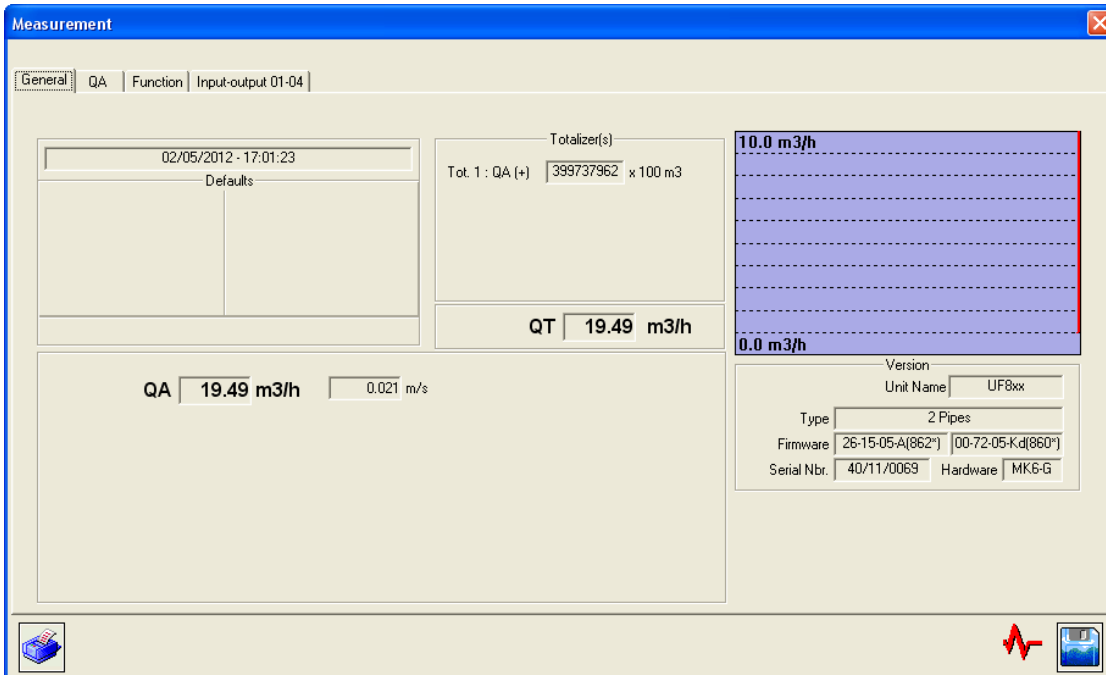 Measurement
General QA Function Input-output 01-04
02/05/2012 - 17:01:23
Defaults
Totalizer(s)
Tot. 1 : QA (+) 399737962 x 100 m3
QT 19.49 m3/h
QA 19.49 m3/h 0.021 m/s
10.0 m3/h
0.0 m3/h
Version
Unit Name UF8xx
Type 2 Pipes
Firmware 26-15-05-A(862*) 00-72-05-Kd(860*)
Serial Nbr. 40/11/0069 Hardware MK6-G